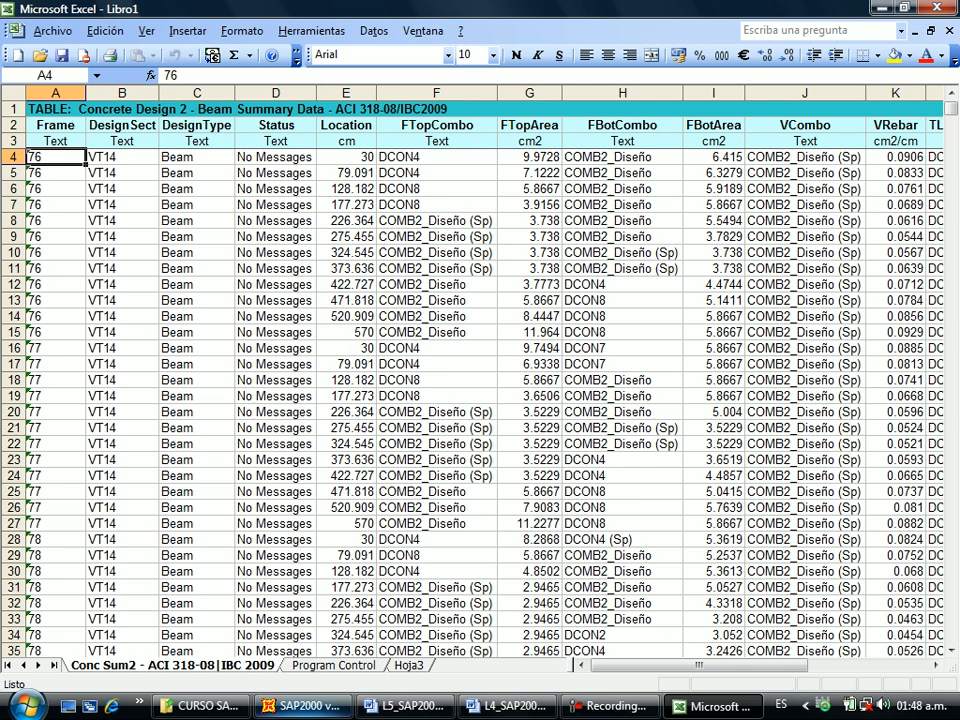 Microsoft Excel - Libro1
Archivo Edición Ver Insertar Formato Herramientas Datos Ventana ? Escriba una pregunta
Arial 10 N K S 000
A4 fx 76
A B C D E F G H I J K
1 TABLE: Concrete Design 2 - Beam Summary Data - ACI 318-08/IBC2009
2 Frame DesignSect DesignType Status Location FTopCombo FTopArea FBotCombo FBotArea VCombo VRebar TL
3 Text Text Text Text cm Text cm2 Text cm2 Text cm2/cm
4 76 VT14 Beam No Messages 30 DCON4 9.9728 COMB2_Diseño 6.415 COMB2_Diseño (Sp) 0.0906 DC
5 76 VT14 Beam No Messages 79.091 DCON4 7.1222 COMB2_Diseño 6.3279 COMB2_Diseño (Sp) 0.0833 DC
6 76 VT14 Beam No Messages 128.182 DCON8 5.8667 COMB2_Diseño 5.9189 COMB2_Diseño (Sp) 0.0761 DC
7 76 VT14 Beam No Messages 177.273 DCON8 3.9156 COMB2_Diseño 5.8667 COMB2_Diseño (Sp) 0.0689 DC
8 76 VT14 Beam No Messages 226.364 COMB2_Diseño (Sp) 3.738 COMB2_Diseño 5.5494 COMB2_Diseño (Sp) 0.0616 DC
9 76 VT14 Beam No Messages 275.455 COMB2_Diseño (Sp) 3.738 COMB2_Diseño 3.7829 COMB2_Diseño (Sp) 0.0544 DC
10 76 VT14 Beam No Messages 324.545 COMB2_Diseño (Sp) 3.738 COMB2_Diseño (Sp) 3.738 COMB2_Diseño (Sp) 0.0567 DC
11 76 VT14 Beam No Messages 373.636 COMB2_Diseño (Sp) 3.738 COMB2_Diseño (Sp) 3.738 COMB2_Diseño (Sp) 0.0639 DC
12 76 VT14 Beam No Messages 422.727 COMB2_Diseño 3.7773 DCON4 4.4744 COMB2_Diseño (Sp) 0.0712 DC
13 76 VT14 Beam No Messages 471.818 COMB2_Diseño 5.8667 DCON8 5.1411 COMB2_Diseño (Sp) 0.0784 DC
14 76 VT14 Beam No Messages 520.909 COMB2_Diseño 8.4447 DCON8 5.8667 COMB2_Diseño (Sp) 0.0856 DC
15 76 VT14 Beam No Messages 570 COMB2_Diseño 11.964 DCON8 5.8667 COMB2_Diseño (Sp) 0.0929 DC
16 77 VT14 Beam No Messages 30 DCON4 9.7494 DCON7 5.8667 COMB2_Diseño (Sp) 0.0885 DC
17 77 VT14 Beam No Messages 79.091 DCON4 6.9338 DCON7 5.8667 COMB2_Diseño (Sp) 0.0813 DC
18 77 VT14 Beam No Messages 128.182 DCON8 5.8667 COMB2_Diseño 5.8667 COMB2_Diseño (Sp) 0.0741 DC
19 77 VT14 Beam No Messages 177.273 DCON8 3.6506 COMB2_Diseño 5.8667 COMB2_Diseño (Sp) 0.0668 DC
20 77 VT14 Beam No Messages 226.364 COMB2_Diseño (Sp) 3.5229 COMB2_Diseño 5.004 COMB2_Diseño (Sp) 0.0596 DC
21 77 VT14 Beam No Messages 275.455 COMB2_Diseño (Sp) 3.5229 COMB2_Diseño (Sp) 3.5229 COMB2_Diseño (Sp) 0.0524 DC
22 77 VT14 Beam No Messages 324.545 COMB2_Diseño (Sp) 3.5229 COMB2_Diseño (Sp) 3.5229 COMB2_Diseño (Sp) 0.0521 DC
23 77 VT14 Beam No Messages 373.636 COMB2_Diseño (Sp) 3.5229 DCON4 3.6519 COMB2_Diseño (Sp) 0.0593 DC
24 77 VT14 Beam No Messages 422.727 COMB2_Diseño (Sp) 3.5229 DCON4 4.4857 COMB2_Diseño (Sp) 0.0665 DC
25 77 VT14 Beam No Messages 471.818 COMB2_Diseño 5.8667 DCON8 5.0415 COMB2_Diseño (Sp) 0.0737 DC
26 77 VT14 Beam No Messages 520.909 COMB2_Diseño 7.9083 DCON8 5.7639 COMB2_Diseño (Sp) 0.081 DC
27 77 VT14 Beam No Messages 570 COMB2_Diseño 11.2277 DCON8 5.8667 COMB2_Diseño (Sp) 0.0882 DC
28 78 VT14 Beam No Messages 30 DCON4 8.2868 DCON4 (Sp) 5.3619 COMB2_Diseño (Sp) 0.0824 DC
29 78 VT14 Beam No Messages 79.091 DCON8 5.8667 COMB2_Diseño 5.2537 COMB2_Diseño (Sp) 0.0752 DC
30 78 VT14 Beam No Messages 128.182 DCON4 4.8502 COMB2_Diseño 5.3613 COMB2_Diseño (Sp) 0.068 DC
31 78 VT14 Beam No Messages 177.273 COMB2_Diseño (Sp) 2.9465 COMB2_Diseño 5.0527 COMB2_Diseño (Sp) 0.0608 DC
32 78 VT14 Beam No Messages 226.364 COMB2_Diseño (Sp) 2.9465 COMB2_Diseño 4.3318 COMB2_Diseño (Sp) 0.0535 DC
33 78 VT14 Beam No Messages 275.455 COMB2_Diseño (Sp) 2.9465 COMB2_Diseño 3.208 COMB2_Diseño (Sp) 0.0463 DC
34 78 VT14 Beam No Messages 324.545 COMB2_Diseño (Sp) 2.9465 DCON2 3.052 COMB2_Diseño (Sp) 0.0454 DC
35 78 VT14 Beam No Messages 373.636 COMB2_Diseño (Sp) 2.9465 DCON4 3.2426 COMB2_Diseño (Sp) 0.0526 DC
Conc Sum2 - ACI 318-08|IBC 2009 Program Control Hoja3
Listo
CURSO SA... SAP2000 v... L5_SAP200... L4_SAP200... Recording... Microsoft ... ES 01:48 a.m.